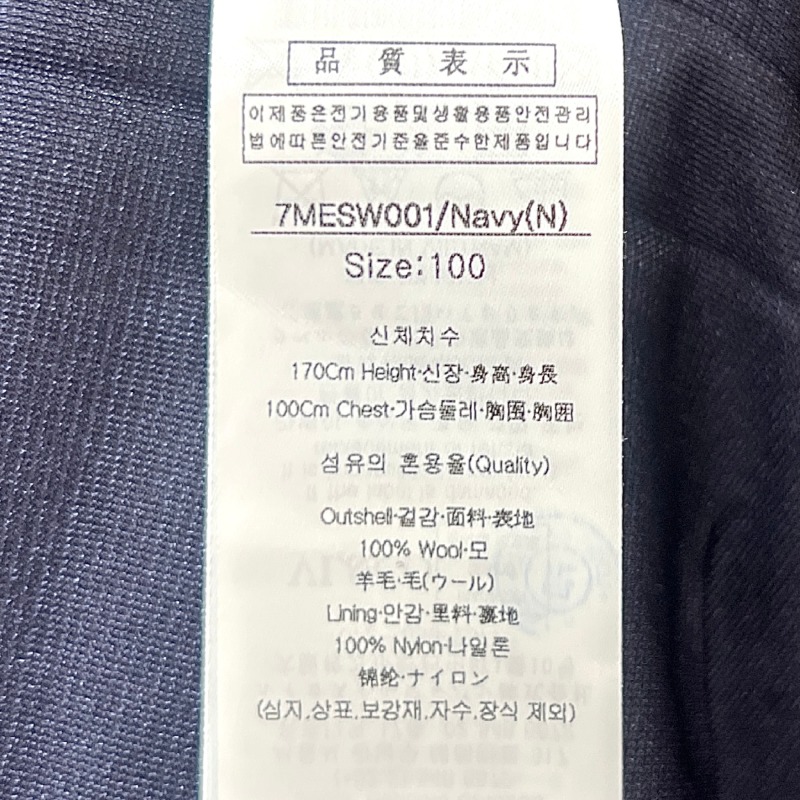 品質表示
이제품은전기용품및생활용품안전관리
법에따른안전기준을준수한제품입니다
7MESW001/Navy(N)
Size:100
신체치수
170Cm Height·신장·身高·身長
100Cm Chest·가슴둘레·胸围·胸囲
섬유의 혼용율(Quality)
Outshell·겉감·面料·表地
100% Wool·모
羊毛·毛(ウール)
Lining·안감·里料·裏地
100% Nylon·나일론
锦纶·ナイロン
(심지,상표,보강재,자수,장식 제외)